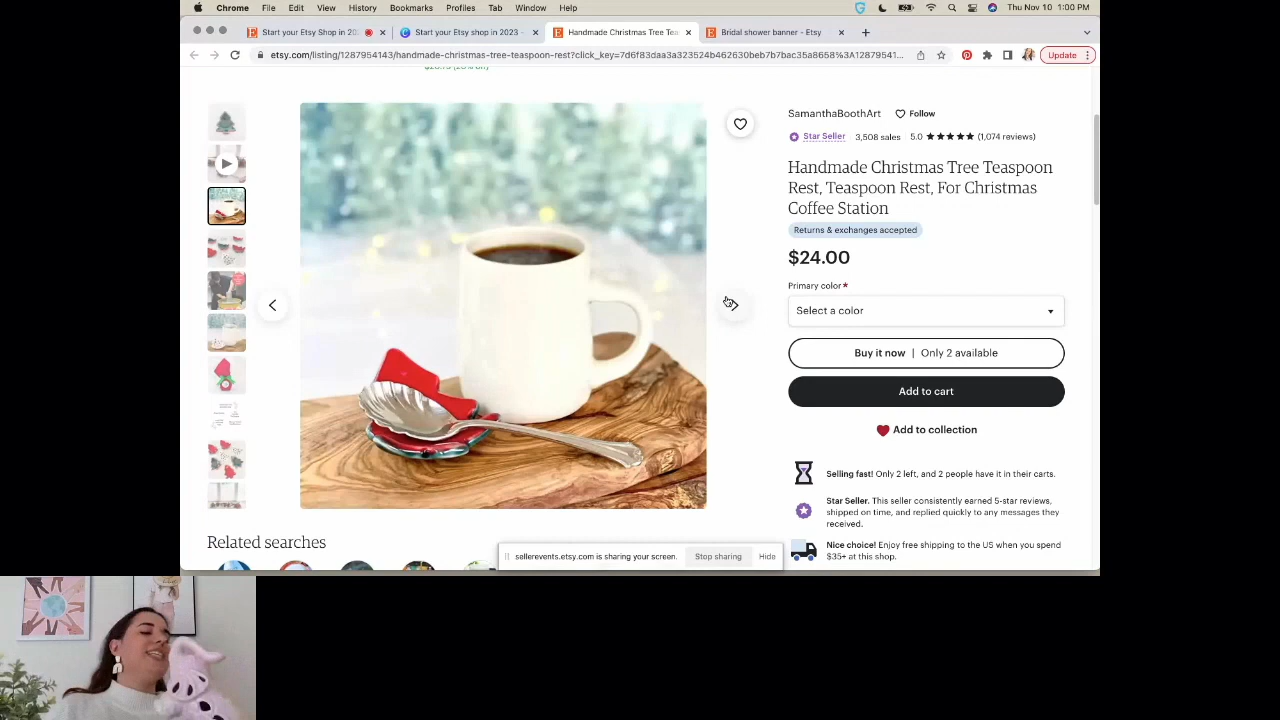 Chrome File Edit View History Bookmarks Profiles Tab Window Help Thu Nov 10 1:00 PM
Start your Etsy Shop in 202 Start your Etsy shop in 2023 - Handmade Christmas Tree Tea Bridal shower banner - Etsy
etsy.com/listing/1287954143/handmade-christmas-tree-teaspoon-rest?click_key=7d6f83daa3a323524b462630beb7b7bac35a8658%3A12879541... Update
SamanthaBoothArt Follow
Star Seller 3,508 sales 5.0 ★★★★★ (1,074 reviews)
Handmade Christmas Tree Teaspoon
Rest, Teaspoon Rest, For Christmas
Coffee Station
Returns & exchanges accepted
$24.00
Primary color*
Select a color
Buy it now | Only 2 available
Add to cart
Add to collection
Selling fast! Only 2 left, and 2 people have it in their carts.
Star Seller. This seller consistently earned 5-star reviews,
shipped on time, and replied quickly to any messages they
received.
Nice choice! Enjoy free shipping to the US when you spend
$35+ at this shop.
Related searches
sellerevents.etsy.com is sharing your screen. Stop sharing Hide